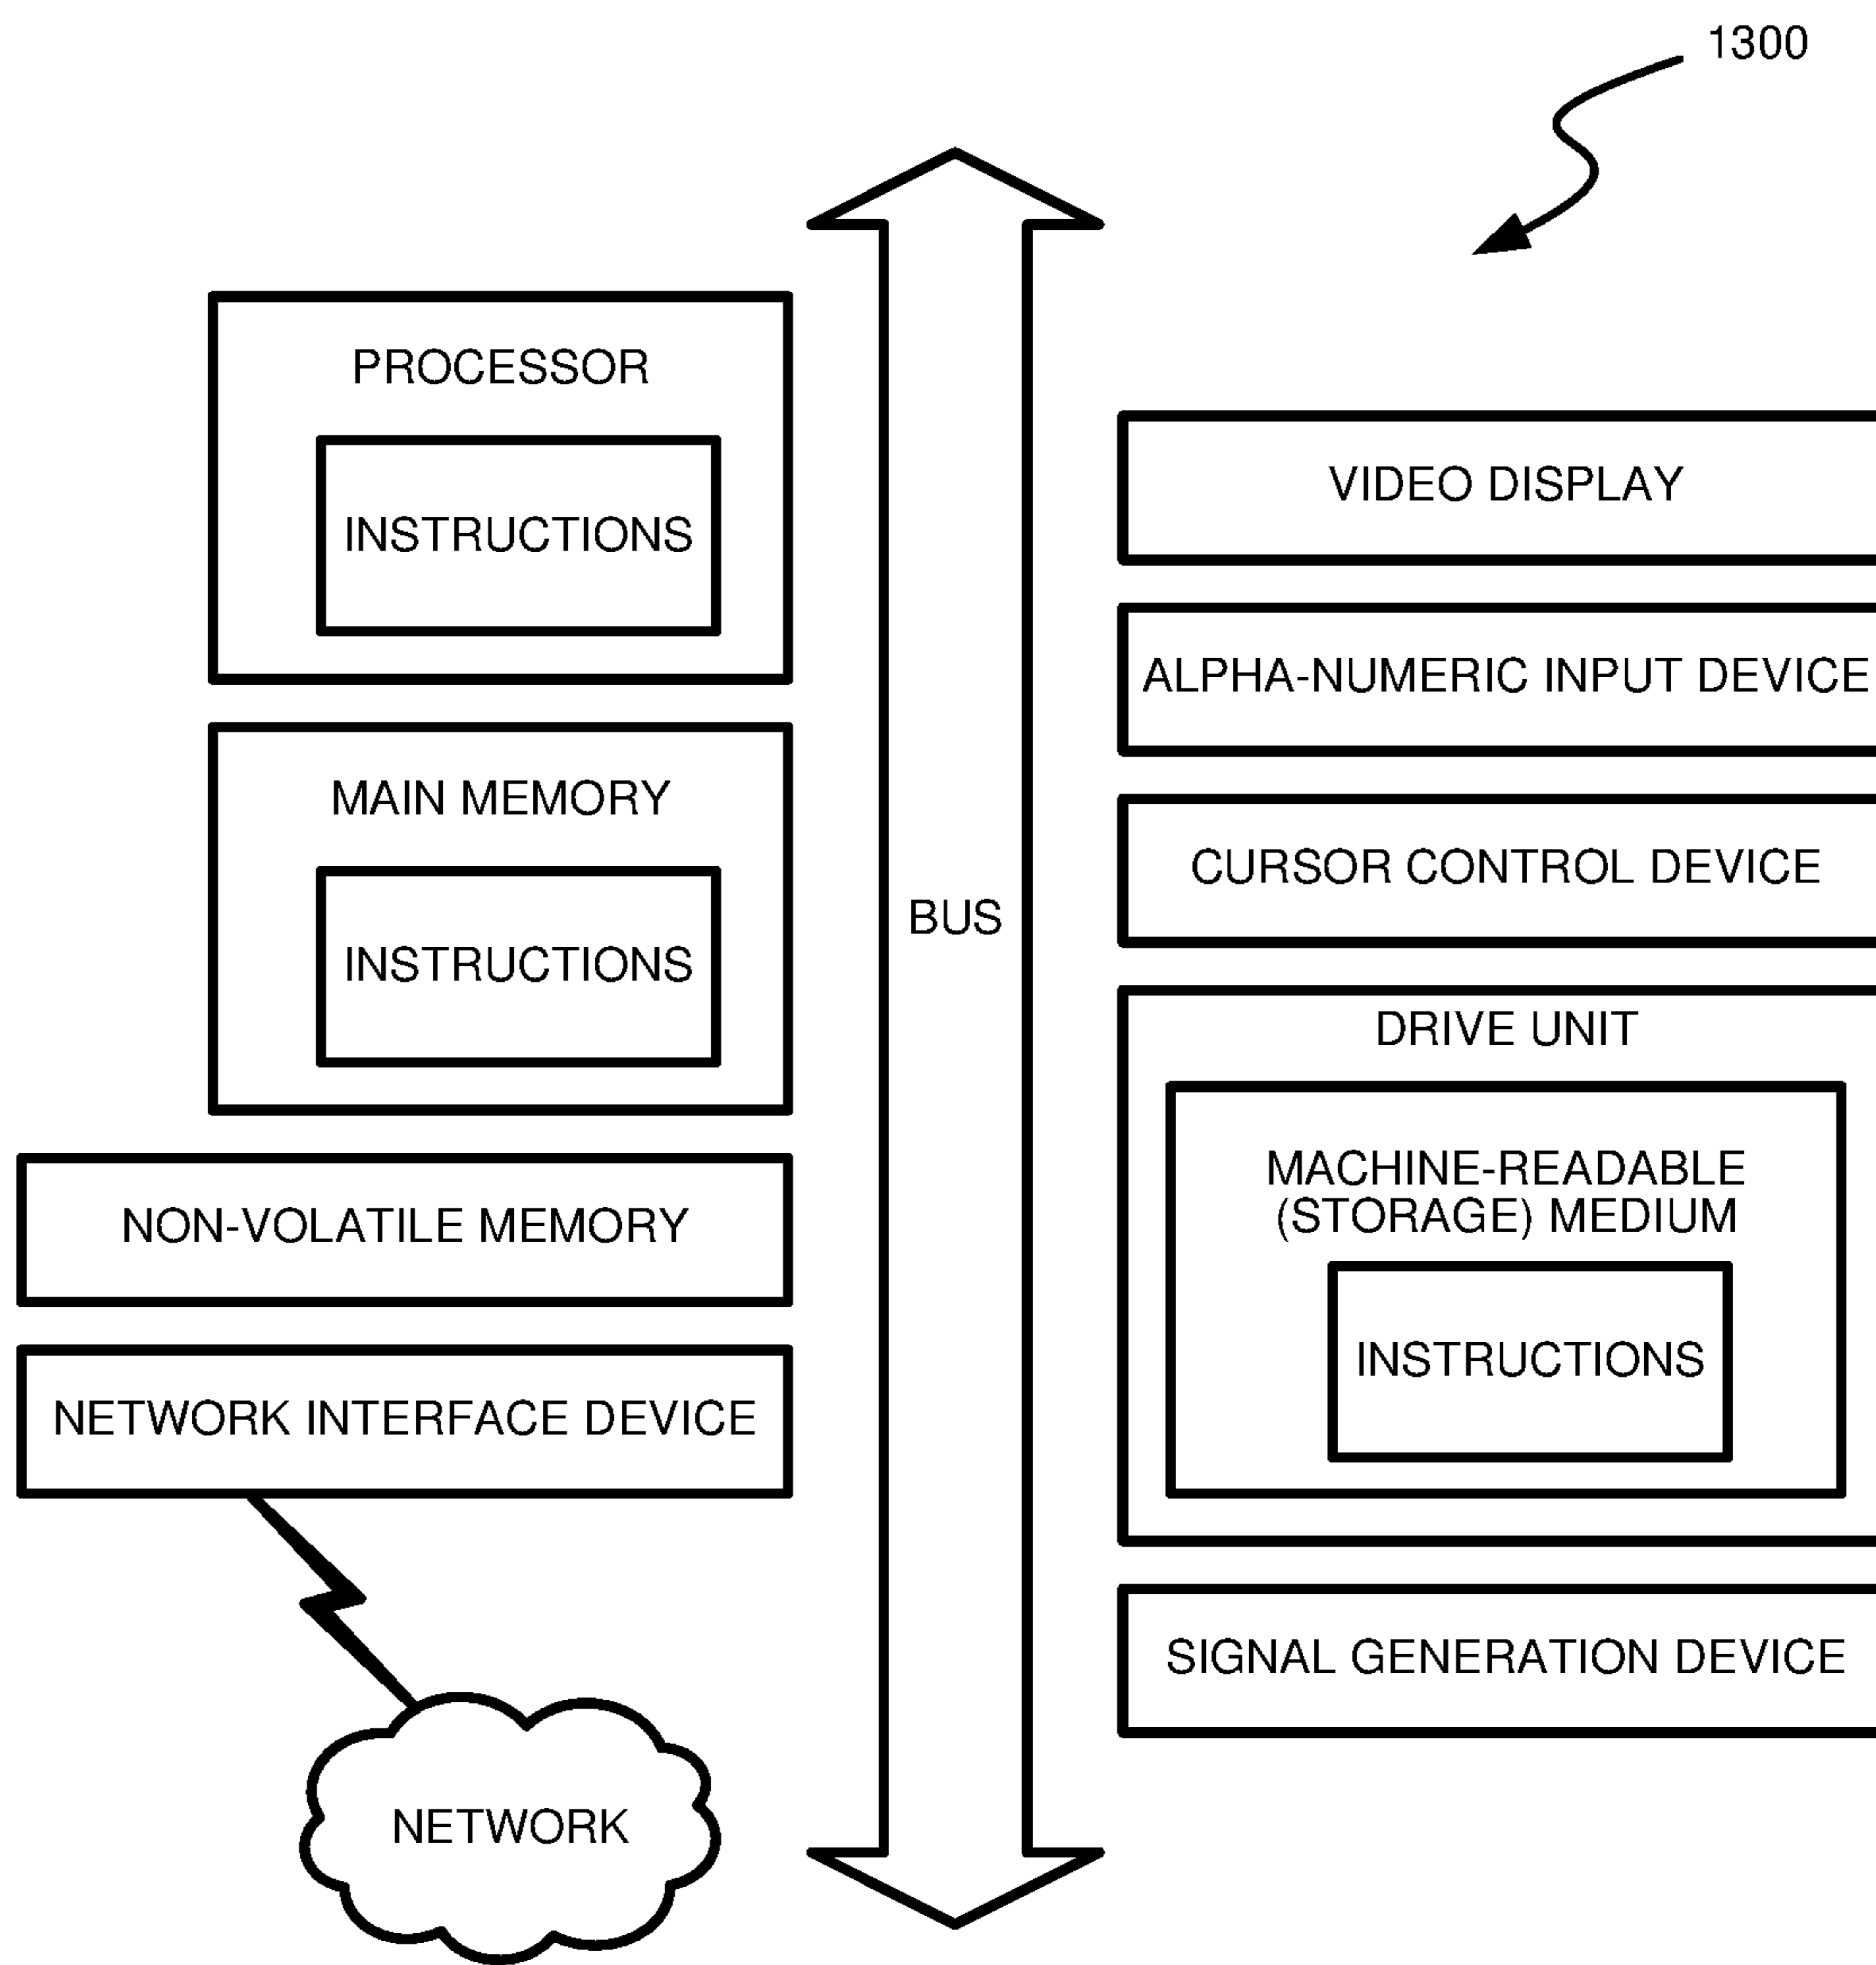 1300
PROCESSOR
INSTRUCTIONS
MAIN MEMORY
INSTRUCTIONS
NON-VOLATILE MEMORY
NETWORK INTERFACE DEVICE
NETWORK
BUS
VIDEO DISPLAY
ALPHA-NUMERIC INPUT DEVICE
CURSOR CONTROL DEVICE
DRIVE UNIT
MACHINE-READABLE
(STORAGE) MEDIUM
INSTRUCTIONS
SIGNAL GENERATION DEVICE